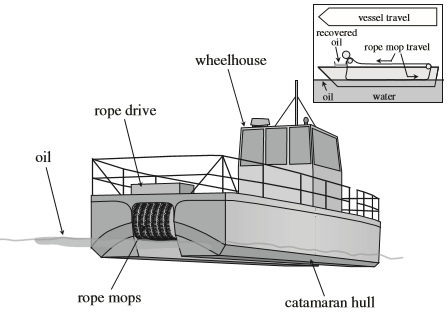 vessel travel
recovered
oil
rope mop travel
oil
water
wheelhouse
rope drive
oil
rope mops
catamaran hull